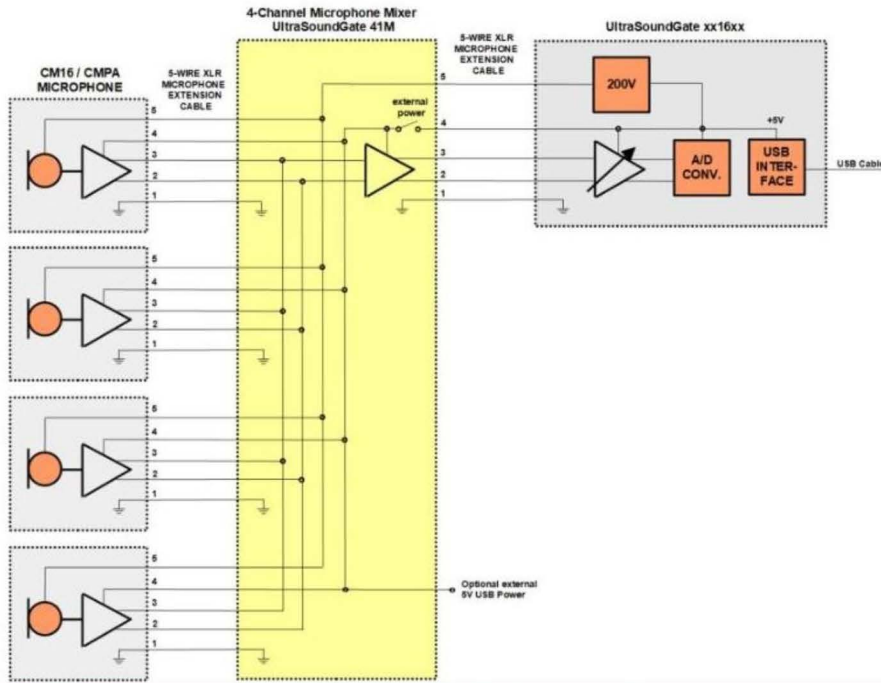 4-Channel Microphone Mixer
UltraSoundGate 41M
UltraSoundGate xx16xx
CM16 / CMPA
MICROPHONE
5-WIRE XLR
MICROPHONE
EXTENSION
CABLE
5-WIRE XLR
MICROPHONE
EXTENSION
CABLE
5
4
3
2
1
external
power
5
4
3
2
1
200V
+5V
A/D
CONV.
USB
INTER-
FACE
USB Cable
5
4
3
2
1
5
4
3
2
1
5
4
3
2
1
Optional external
5V USB Power